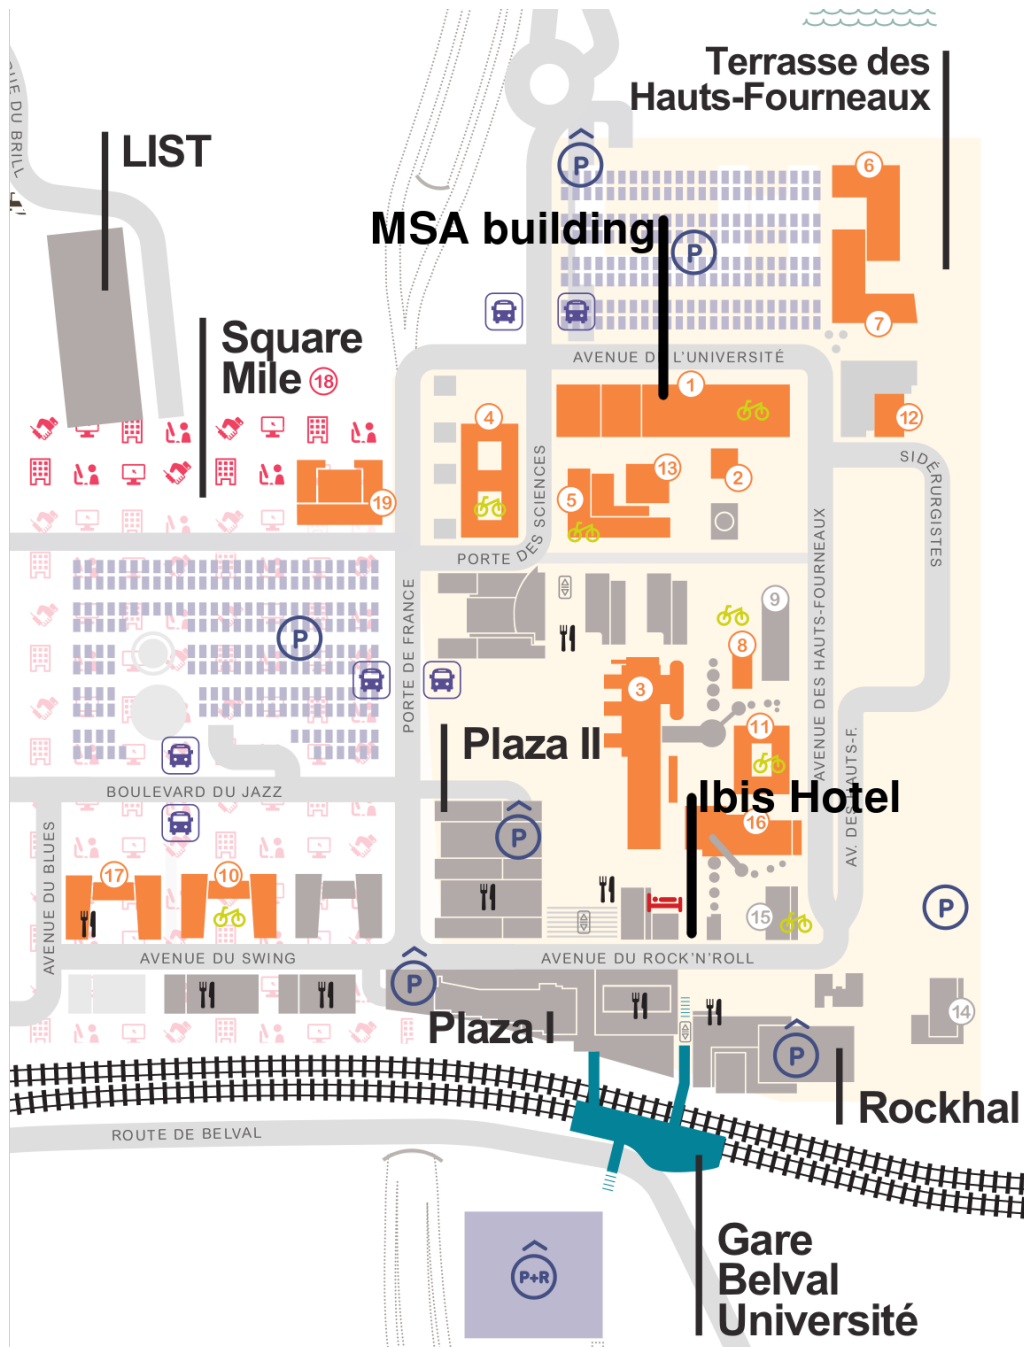 Terrasse des
Hauts-Fourneaux
RUE DU BRILL
LIST
P
6
MSA building
P
7
Square
Mile 18
AVENUE DE L'UNIVERSITÉ
1
4
12
13
2
5
19
SIDÉRURGISTES
PORTE DES SCIENCES
9
P
8
PORTE DE FRANCE
3
AVENUE DES HAUTS-FOURNEAUX
11
Plaza II
BOULEVARD DU JAZZ
Ibis Hotel
16
P
AV. DES HAUTS-F.
AVENUE DU BLUES
17
10
15
P
AVENUE DU SWING
AVENUE DU ROCK'N'ROLL
P
14
Plaza I
P
Rockhal
ROUTE DE BELVAL
P+R
Gare
Belval
Université